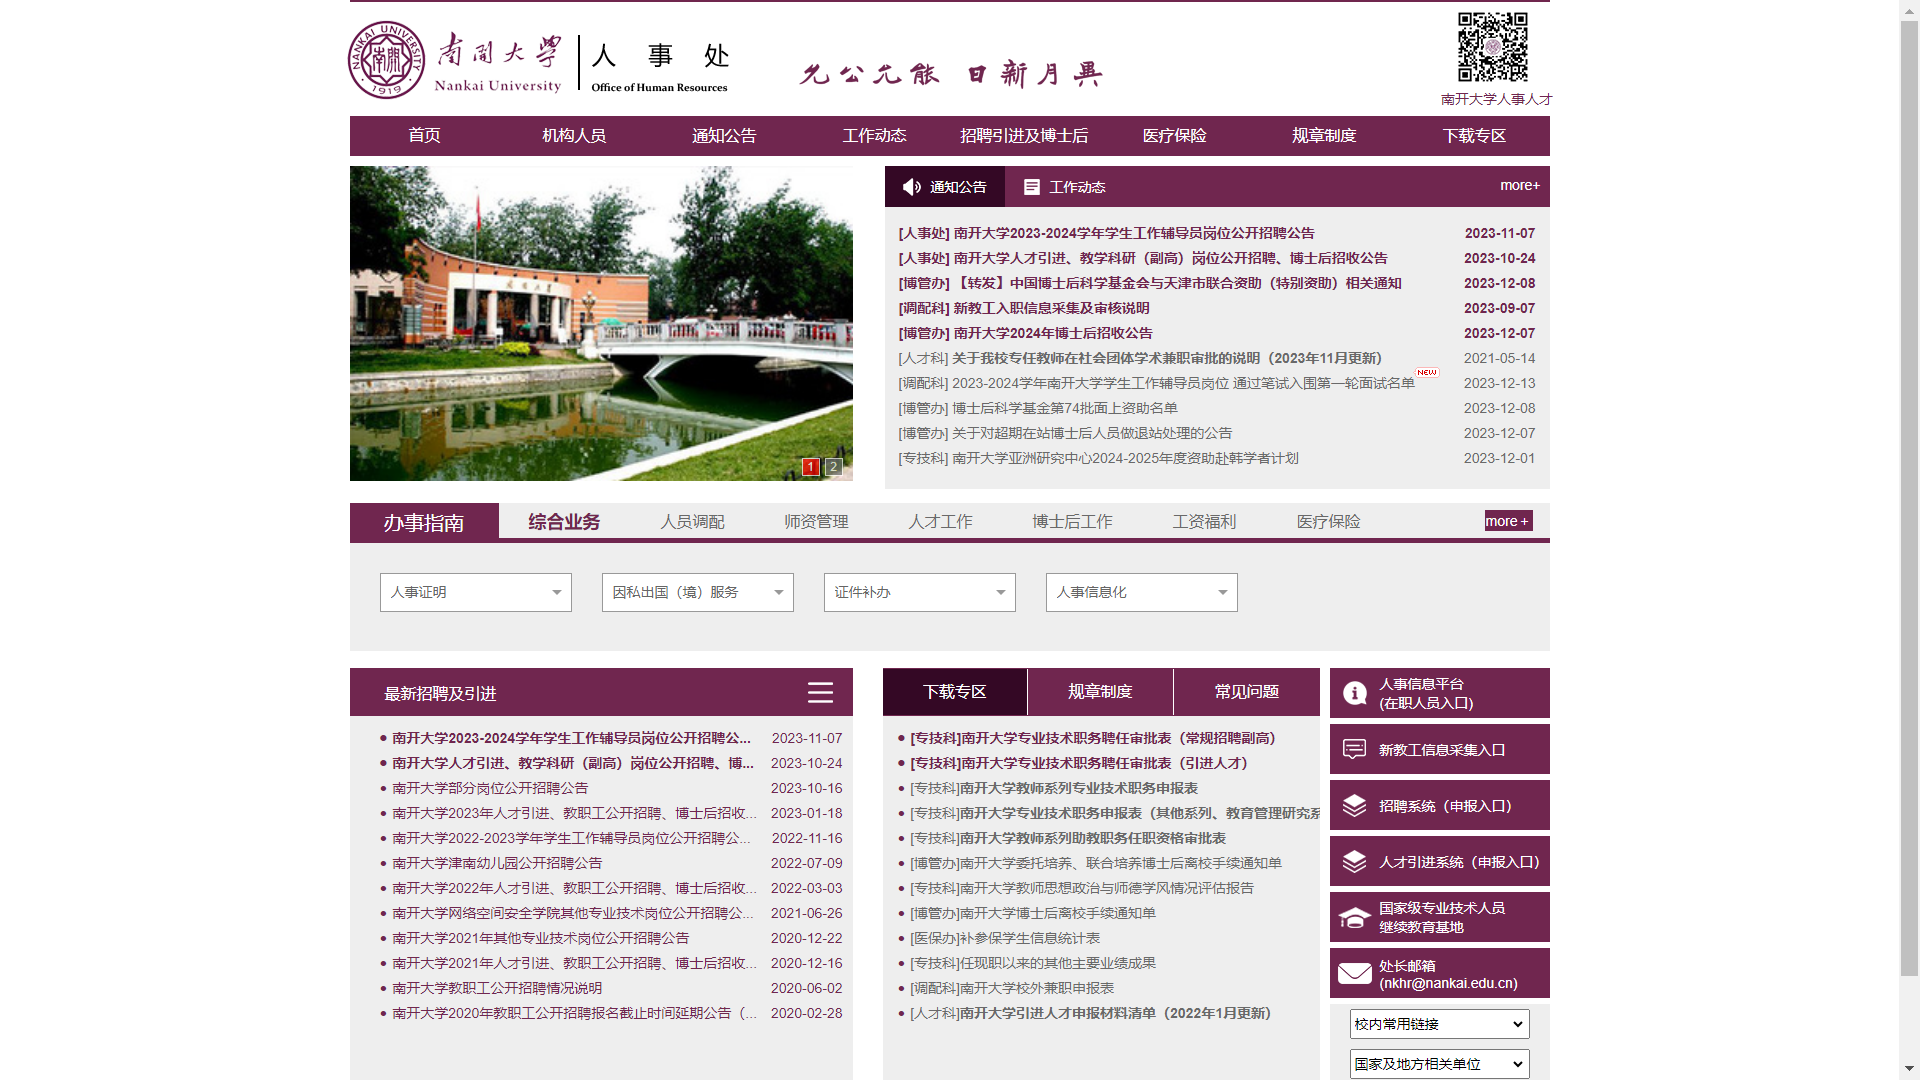 NANKAI UNIVERSITY
1919
南開大學
Nankai University
人 事 处
Office of Human Resources
允公允能 日新月異
南开大学人事人才
首页
机构人员
通知公告
工作动态
招聘引进及博士后
医疗保险
规章制度
下载专区
1 2
通知公告
工作动态
more+
[人事处] 南开大学2023-2024学年学生工作辅导员岗位公开招聘公告 2023-11-07
[人事处] 南开大学人才引进、教学科研（副高）岗位公开招聘、博士后招收公告 2023-10-24
[博管办] 【转发】中国博士后科学基金会与天津市联合资助（特别资助）相关通知 2023-12-08
[调配科] 新教工入职信息采集及审核说明 2023-09-07
[博管办] 南开大学2024年博士后招收公告 2023-12-07
[人才科] 关于我校专任教师在社会团体学术兼职审批的说明（2023年11月更新） 2021-05-14
[调配科] 2023-2024学年南开大学学生工作辅导员岗位 通过笔试入围第一轮面试名单 NEW 2023-12-13
[博管办] 博士后科学基金第74批面上资助名单 2023-12-08
[博管办] 关于对超期在站博士后人员做退站处理的公告 2023-12-07
[专技科] 南开大学亚洲研究中心2024-2025年度资助赴韩学者计划 2023-12-01
办事指南
综合业务
人员调配
师资管理
人才工作
博士后工作
工资福利
医疗保险
more +
人事证明
因私出国（境）服务
证件补办
人事信息化
最新招聘及引进
南开大学2023-2024学年学生工作辅导员岗位公开招聘公... 2023-11-07
南开大学人才引进、教学科研（副高）岗位公开招聘、博... 2023-10-24
南开大学部分岗位公开招聘公告 2023-10-16
南开大学2023年人才引进、教职工公开招聘、博士后招收... 2023-01-18
南开大学2022-2023学年学生工作辅导员岗位公开招聘公... 2022-11-16
南开大学津南幼儿园公开招聘公告 2022-07-09
南开大学2022年人才引进、教职工公开招聘、博士后招收... 2022-03-03
南开大学网络空间安全学院其他专业技术岗位公开招聘公... 2021-06-26
南开大学2021年其他专业技术岗位公开招聘公告 2020-12-22
南开大学2021年人才引进、教职工公开招聘、博士后招收... 2020-12-16
南开大学教职工公开招聘情况说明 2020-06-02
南开大学2020年教职工公开招聘报名截止时间延期公告（... 2020-02-28
下载专区
规章制度
常见问题
[专技科]南开大学专业技术职务聘任审批表（常规招聘副高）
[专技科]南开大学专业技术职务聘任审批表（引进人才）
[专技科]南开大学教师系列专业技术职务申报表
[专技科]南开大学专业技术职务申报表（其他系列、教育管理研究系
[专技科]南开大学教师系列助教职务任职资格审批表
[博管办]南开大学委托培养、联合培养博士后离校手续通知单
[专技科]南开大学教师思想政治与师德学风情况评估报告
[博管办]南开大学博士后离校手续通知单
[医保办]补参保学生信息统计表
[专技科]任现职以来的其他主要业绩成果
[调配科]南开大学校外兼职申报表
[人才科]南开大学引进人才申报材料清单（2022年1月更新）
人事信息平台
(在职人员入口)
新教工信息采集入口
招聘系统（申报入口）
人才引进系统（申报入口）
国家级专业技术人员
继续教育基地
处长邮箱
(nkhr@nankai.edu.cn)
校内常用链接
国家及地方相关单位